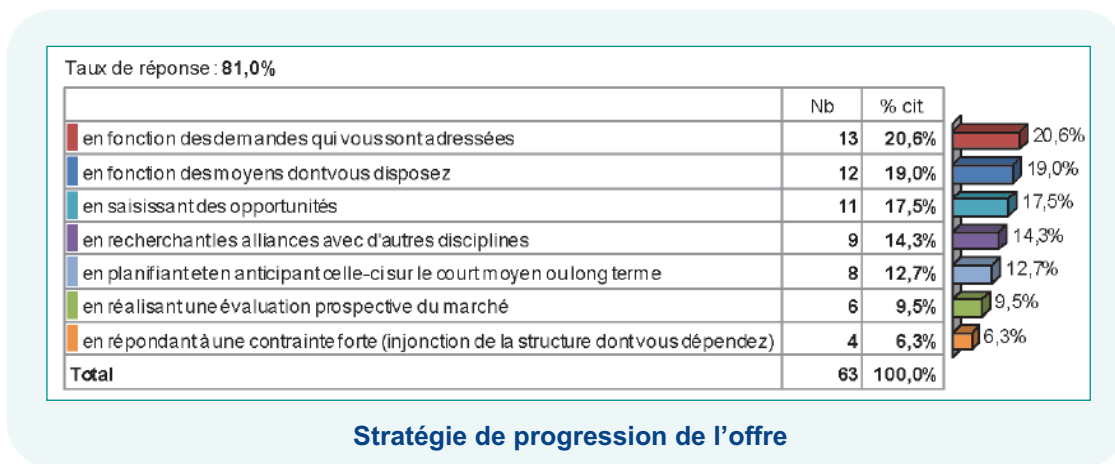 Taux de réponse : 81,0%
Nb % cit
en fonction des demandes qui vous sont adressées 13 20,6% 20,6%
en fonction des moyens dont vous disposez 12 19,0% 19,0%
en saisissant des opportunités 11 17,5% 17,5%
en recherchant les alliances avec d'autres disciplines 9 14,3% 14,3%
en planifiant et en anticipant celle-ci sur le court moyen ou long terme 8 12,7% 12,7%
en réalisant une évaluation prospective du marché 6 9,5% 9,5%
en répondant à une contrainte forte (injonction de la structure dont vous dépendez) 4 6,3% 6,3%
Total 63 100,0%
Stratégie de progression de l’offre